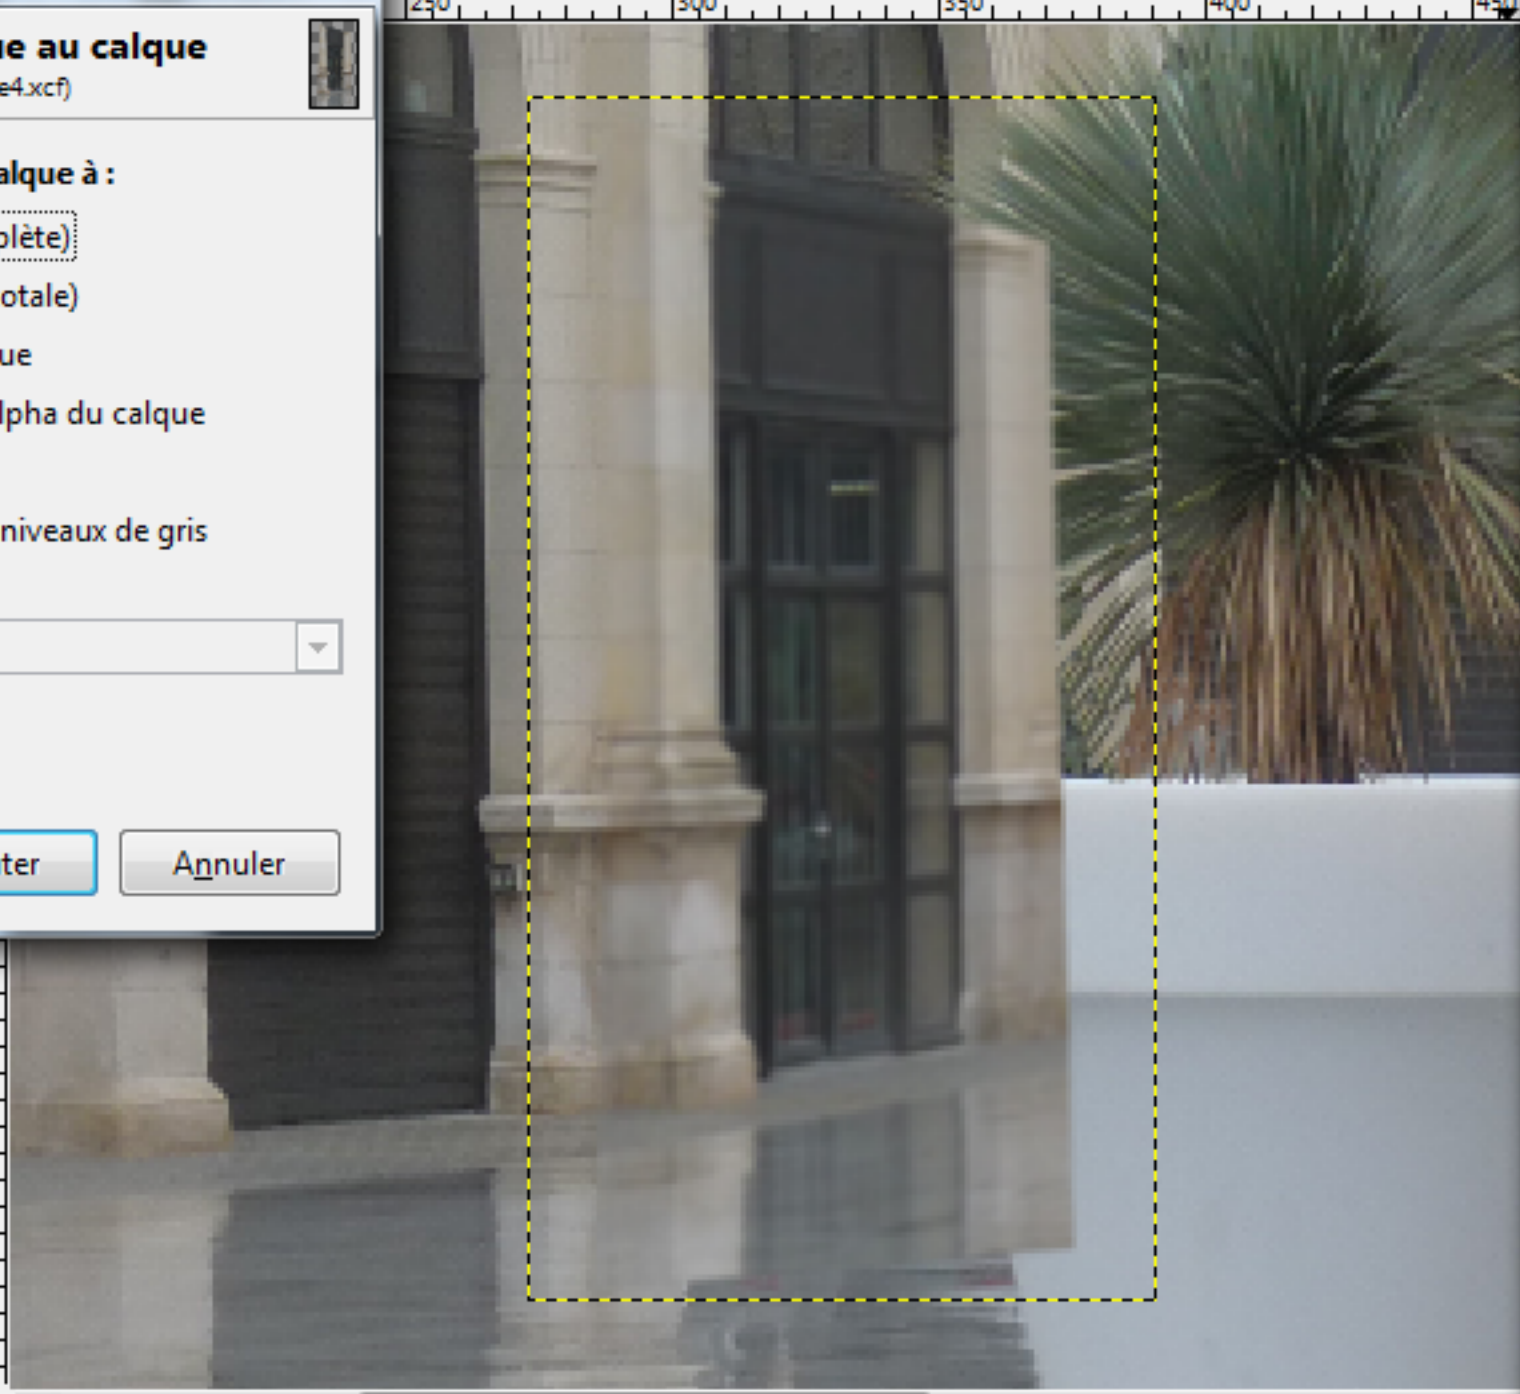 250 300 350 400 450
ue au calque
e4.xcf)
alque à :
plète)
otale)
ue
lpha du calque
niveaux de gris
ter Annuler